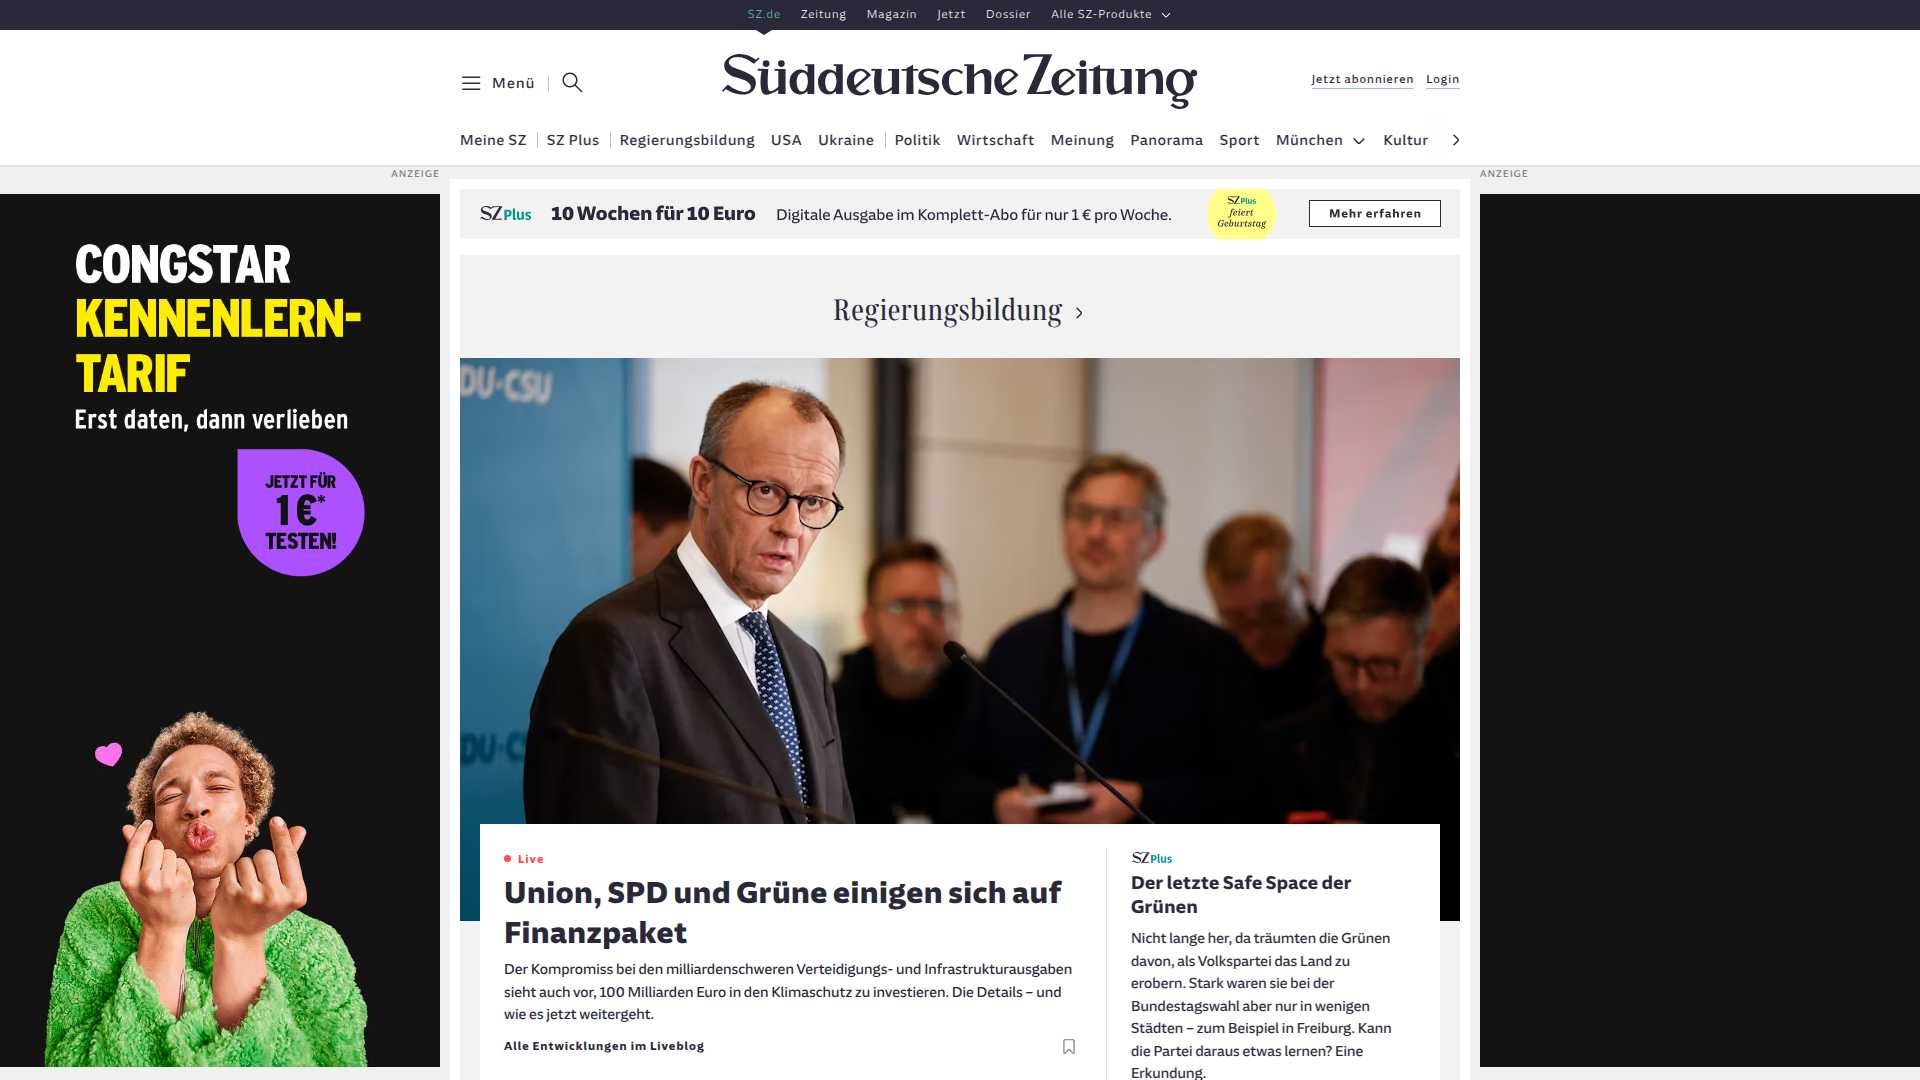 SZ.de Zeitung Magazin Jetzt Dossier Alle SZ-Produkte
Menü
Süddeutsche Zeitung
Jetzt abonnieren Login
Meine SZ SZ Plus Regierungsbildung USA Ukraine Politik Wirtschaft Meinung Panorama Sport München Kultur
ANZEIGE
ANZEIGE
CONGSTAR
KENNENLERN-
TARIF
Erst daten, dann verlieben
JETZT FÜR
1 €*
TESTEN!
SZ Plus 10 Wochen für 10 Euro Digitale Ausgabe im Komplett-Abo für nur 1 € pro Woche.
SZ Plus
feiert
Geburtstag
Mehr erfahren
Regierungsbildung
DU-CSU
DU-CS
Live
Union, SPD und Grüne einigen sich auf
Finanzpaket
Der Kompromiss bei den milliardenschweren Verteidigungs- und Infrastrukturausgaben
sieht auch vor, 100 Milliarden Euro in den Klimaschutz zu investieren. Die Details – und
wie es jetzt weitergeht.
Alle Entwicklungen im Liveblog
SZ Plus
Der letzte Safe Space der
Grünen
Nicht lange her, da träumten die Grünen
davon, als Volkspartei das Land zu
erobern. Stark waren sie bei der
Bundestagswahl aber nur in wenigen
Städten – zum Beispiel in Freiburg. Kann
die Partei daraus etwas lernen? Eine
Erkundung.